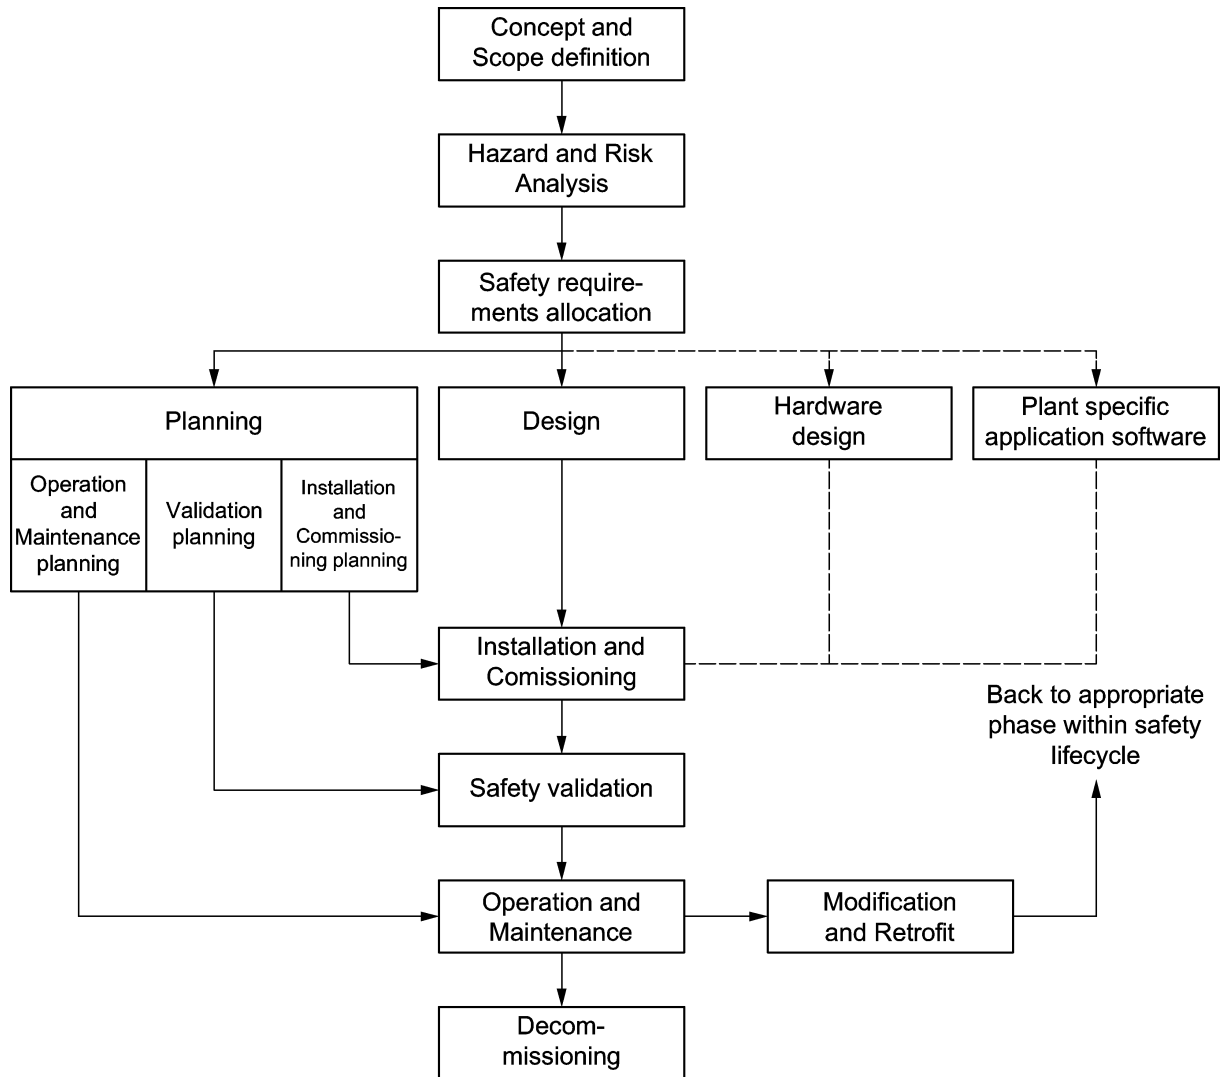 Concept and
Scope definition
Hazard and Risk
Analysis
Safety require-
ments allocation
Planning
Design
Hardware
design
Plant specific
application software
Operation
and
Maintenance
planning
Validation
planning
Installation
and
Commissio-
ning planning
Installation and
Comissioning
Back to appropriate
phase within safety
lifecycle
Safety validation
Operation and
Maintenance
Modification
and Retrofit
Decom-
missioning